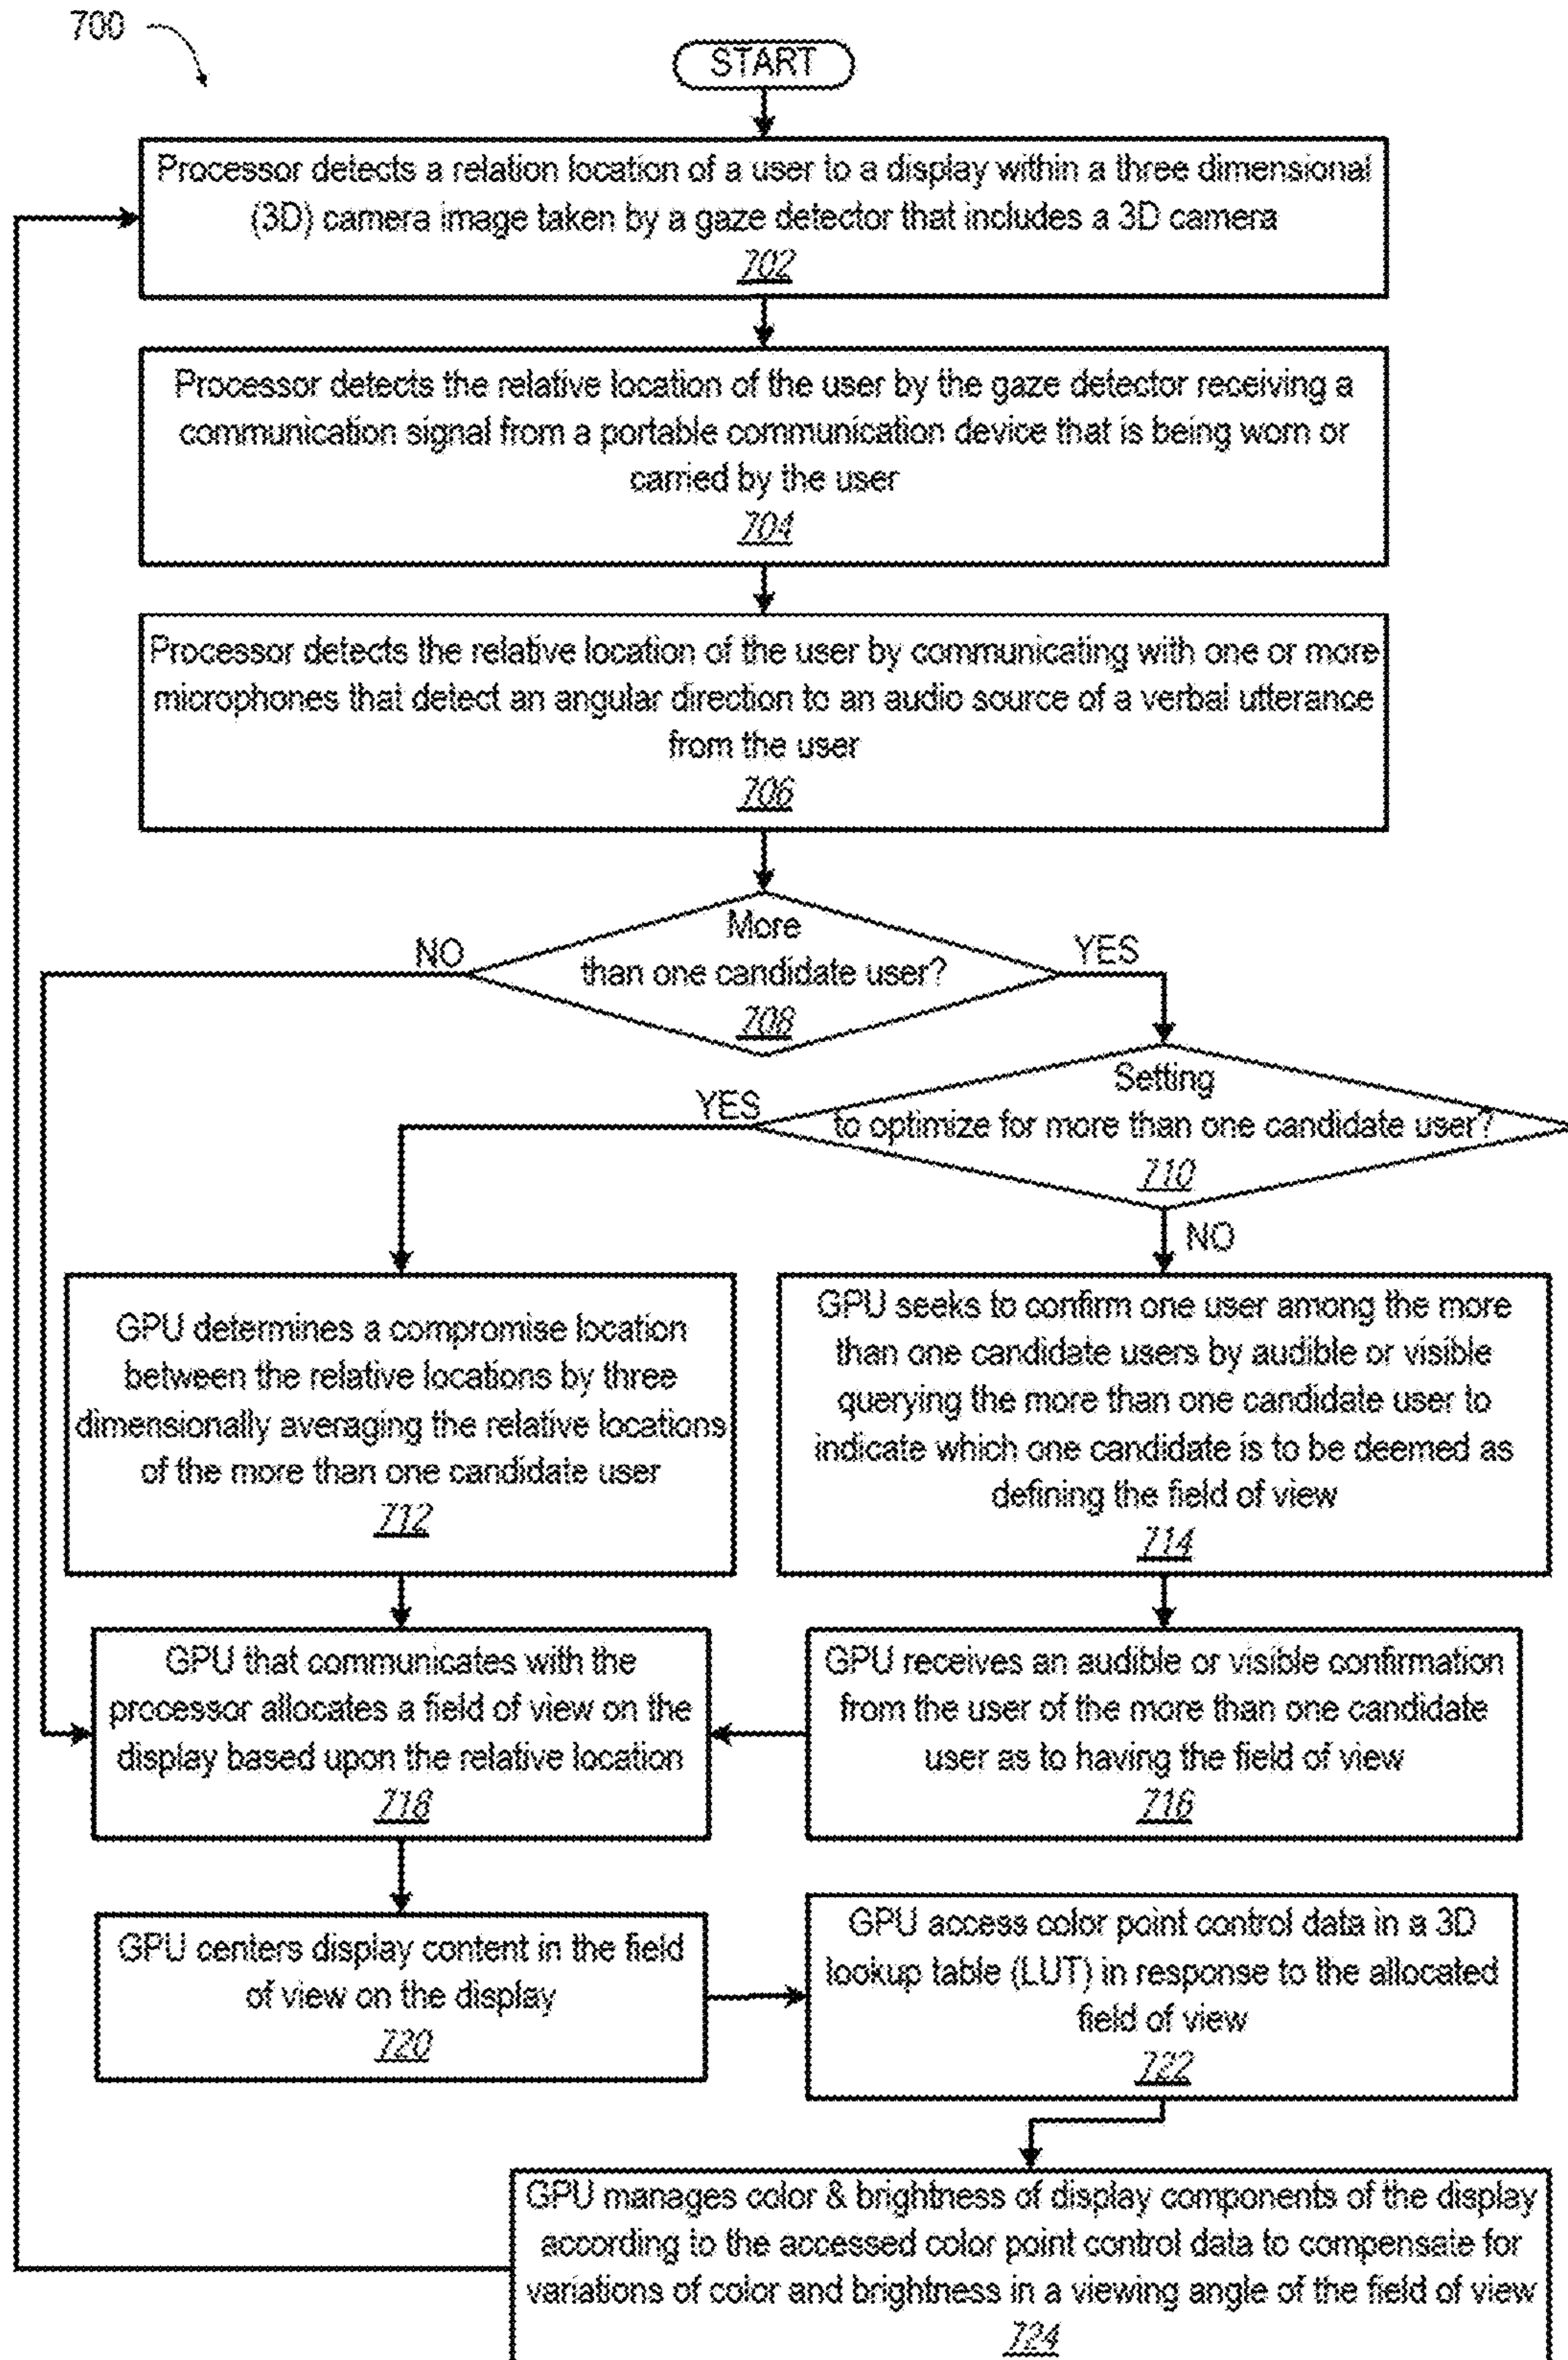 700
START
Processor detects a relation location of a user to a display within a three dimensional
(3D) camera image taken by a gaze detector that includes a 3D camera
702
Processor detects the relative location of the user by the gaze detector receiving a
communication signal from a portable communication device that is being worn or
carried by the user
704
Processor detects the relative location of the user by communicating with one or more
microphones that detect an angular direction to an audio source of a verbal utterance
from the user
706
More
than one candidate user?
708
NO
YES
Setting
to optimize for more than one candidate user?
710
YES
NO
GPU determines a compromise location
between the relative locations by three
dimensionally averaging the relative locations
of the more than one candidate user
712
GPU seeks to confirm one user among the more
than one candidate users by audible or visible
querying the more than one candidate user to
indicate which one candidate is to be deemed as
defining the field of view
714
GPU that communicates with the
processor allocates a field of view on the
display based upon the relative location
718
GPU receives an audible or visible confirmation
from the user of the more than one candidate
user as to having the field of view
716
GPU centers display content in the field
of view on the display
720
GPU access color point control data in a 3D
lookup table (LUT) in response to the allocated
field of view
722
GPU manages color & brightness of display components of the display
according to the accessed color point control data to compensate for
variations of color and brightness in a viewing angle of the field of view
724